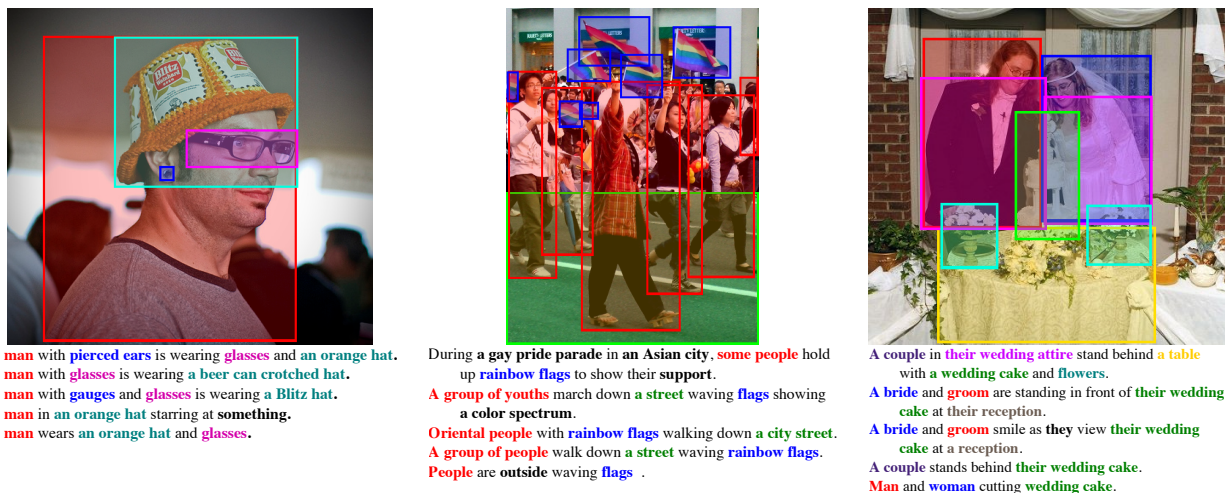 Blitz
Weinhard
man with pierced ears is wearing glasses and an orange hat.
man with glasses is wearing a beer can crotched hat.
man with gauges and glasses is wearing a Blitz hat.
man in an orange hat starring at something.
man wears an orange hat and glasses.
During a gay pride parade in an Asian city, some people hold
up rainbow flags to show their support.
A group of youths march down a street waving flags showing
a color spectrum.
Oriental people with rainbow flags walking down a city street.
A group of people walk down a street waving rainbow flags.
People are outside waving flags .
A couple in their wedding attire stand behind a table
with a wedding cake and flowers.
A bride and groom are standing in front of their wedding
cake at their reception.
A bride and groom smile as they view their wedding
cake at a reception.
A couple stands behind their wedding cake.
Man and woman cutting wedding cake.